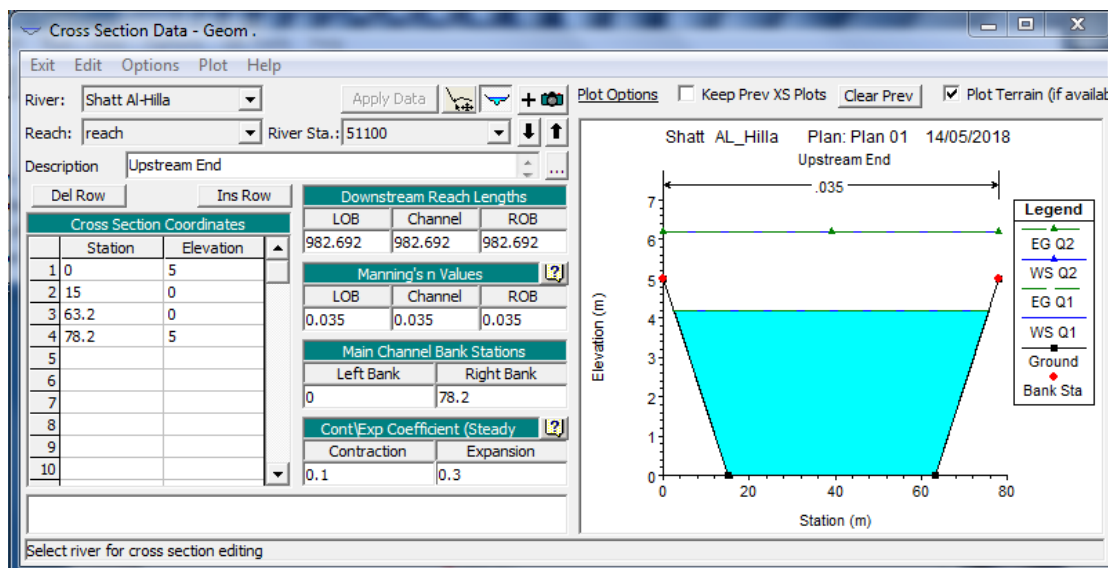 Cross Section Data - Geom .
Exit Edit Options Plot Help
River: Shatt Al-Hilla
Apply Data
Plot Options Keep Prev XS Plots Clear Prev Plot Terrain (if availab
Reach: reach River Sta.: 51100
Description Upstream End ...
Del Row Ins Row
Cross Section Coordinates
Station Elevation
1 0 5
2 15 0
3 63.2 0
4 78.2 5
5
6
7
8
9
10
Downstream Reach Lengths
LOB Channel ROB
982.692 982.692 982.692
Manning's n Values
LOB Channel ROB
0.035 0.035 0.035
Main Channel Bank Stations
Left Bank Right Bank
0 78.2
Cont\Exp Coefficient (Steady
Contraction Expansion
0.1 0.3
Shatt AL_Hilla Plan: Plan 01 14/05/2018
Upstream End
.035
7
6
5
4
3
2
1
0
Elevation (m)
0 20 40 60 80
Station (m)
Legend
EG Q2
WS Q2
EG Q1
WS Q1
Ground
Bank Sta
Select river for cross section editing